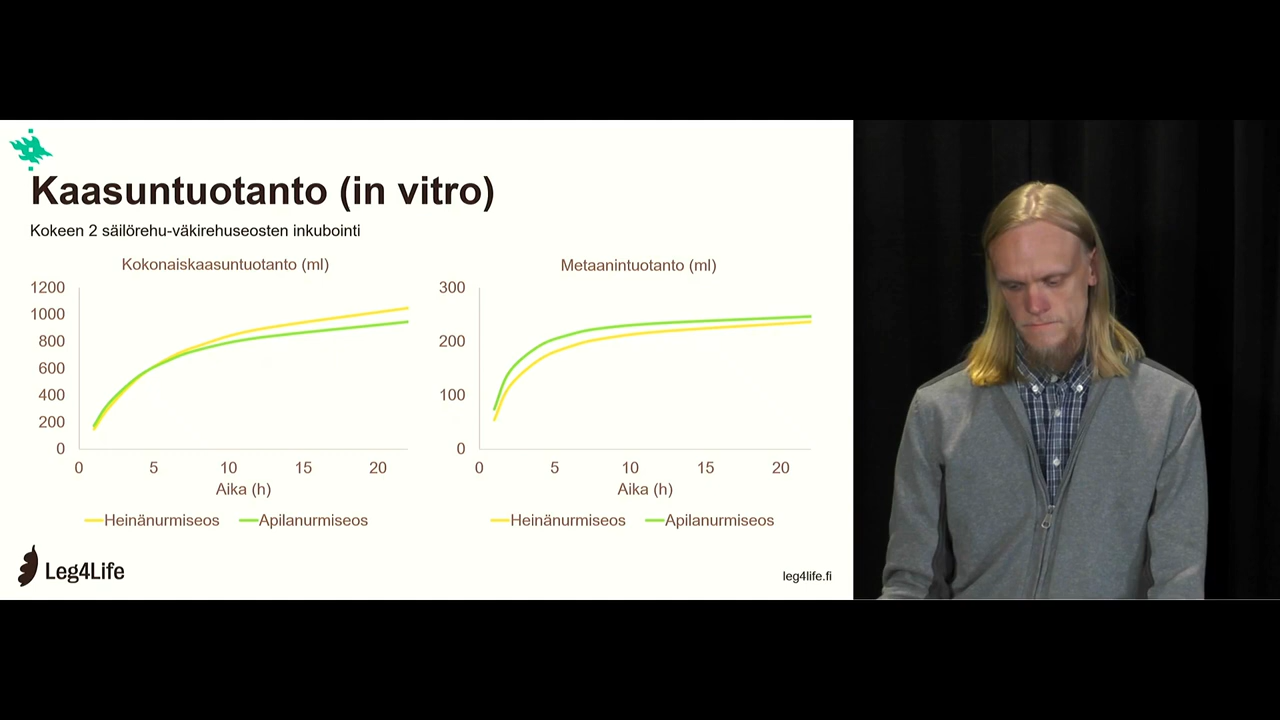 Kaasuntuotanto (in vitro)
Kokeen 2 säilörehu-väkirehuseosten inkubointi
Kokonaiskaasuntuotanto (ml)
1200
1000
800
600
400
200
0
0 5 10 15 20
Aika (h)
Heinänurmiseos Apilanurmiseos
Metaanintuotanto (ml)
300
200
100
0
0 5 10 15 20
Aika (h)
Heinänurmiseos Apilanurmiseos
Leg4Life
leg4life.fi